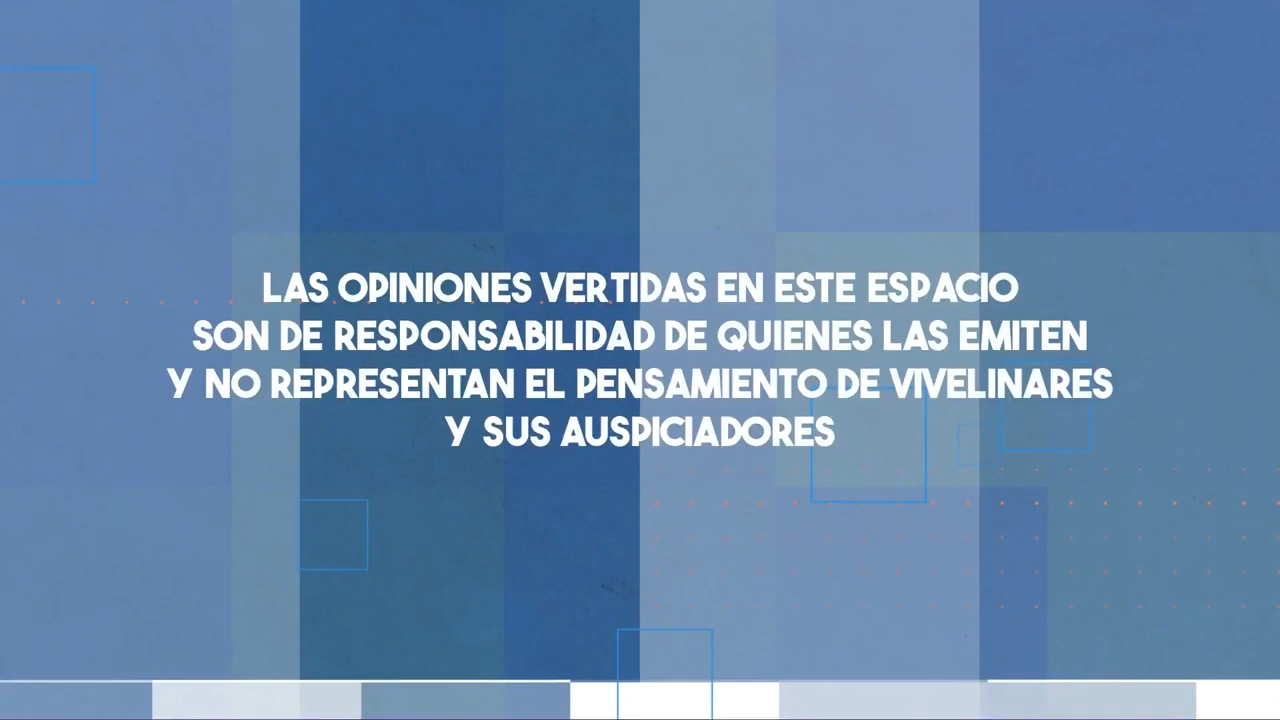 LAS OPINIONES VERTIDAS EN ESTE ESPACIO
SON DE RESPONSABILIDAD DE QUIENES LAS EMITEN
Y NO REPRESENTAN EL PENSAMIENTO DE VIVELINARES
Y SUS AUSPICIADORES